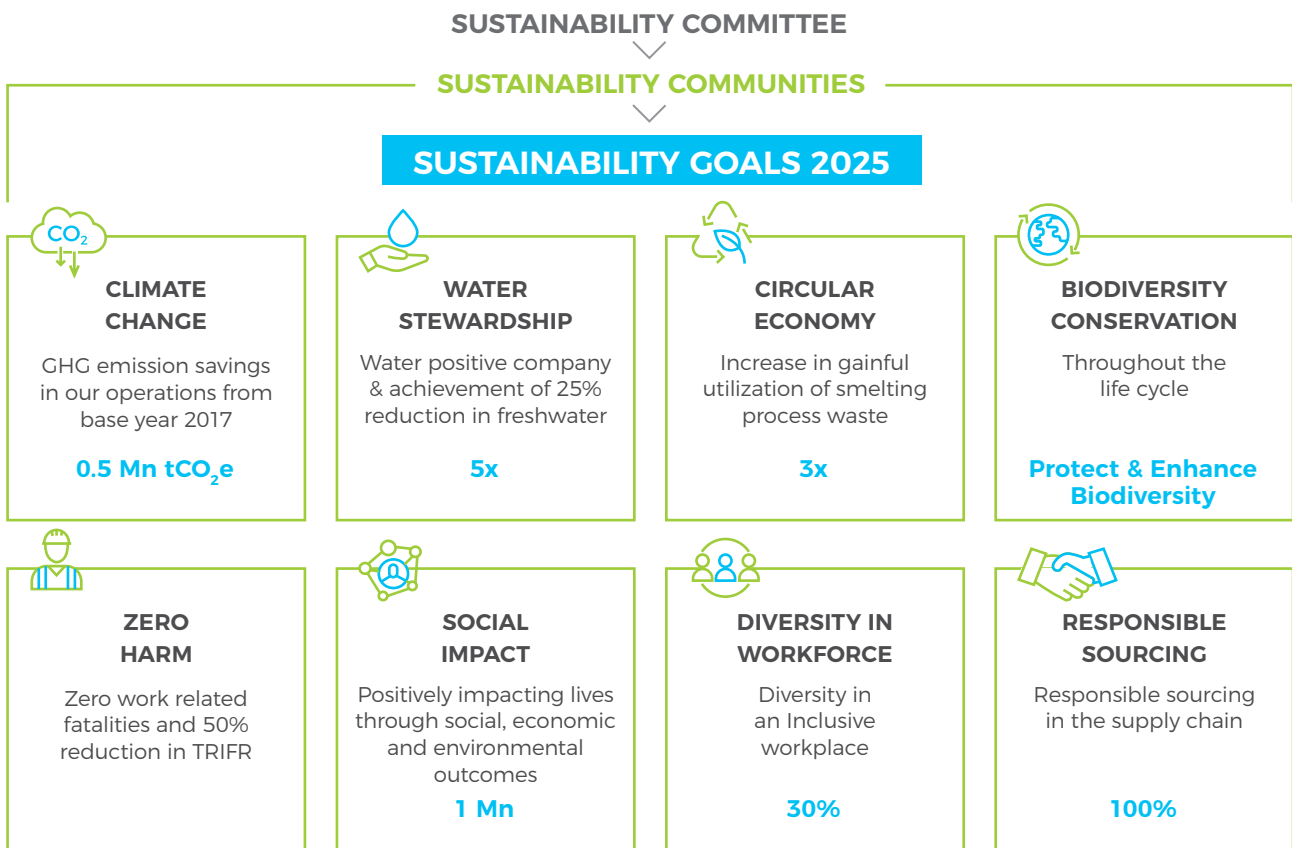 SUSTAINABILITY COMMITTEE
SUSTAINABILITY COMMUNITIES
SUSTAINABILITY GOALS 2025
CO₂
CLIMATE
CHANGE
GHG emission savings
in our operations from
base year 2017
0.5 Mn tCO₂e
WATER
STEWARDSHIP
Water positive company
& achievement of 25%
reduction in freshwater
5x
CIRCULAR
ECONOMY
Increase in gainful
utilization of smelting
process waste
3x
BIODIVERSITY
CONSERVATION
Throughout the
life cycle
Protect & Enhance
Biodiversity
ZERO
HARM
Zero work related
fatalities and 50%
reduction in TRIFR
SOCIAL
IMPACT
Positively impacting lives
through social, economic
and environmental
outcomes
1 Mn
DIVERSITY IN
WORKFORCE
Diversity in
an Inclusive
workplace
30%
RESPONSIBLE
SOURCING
Responsible sourcing
in the supply chain
100%